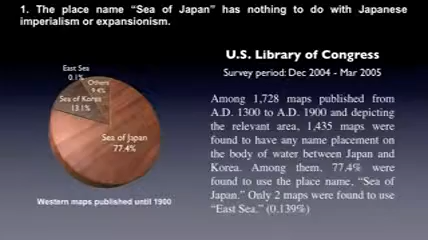 1. The place name “Sea of Japan” has nothing to do with Japanese
imperialism or expansionism.
U.S. Library of Congress
Survey period: Dec 2004 - Mar 2005
East Sea
0.1%
Others
9.4%
Sea of Korea
13.1%
Sea of Japan
77.4%
Western maps published until 1900
Among 1,728 maps published from
A.D. 1300 to A.D. 1900 and depicting
the relevant area, 1,435 maps were
found to have any name placement on
the body of water between Japan and
Korea. Among them, 77.4% were
found to use the place name, “Sea of
Japan.” Only 2 maps were found to use
“East Sea.” (0.139%)